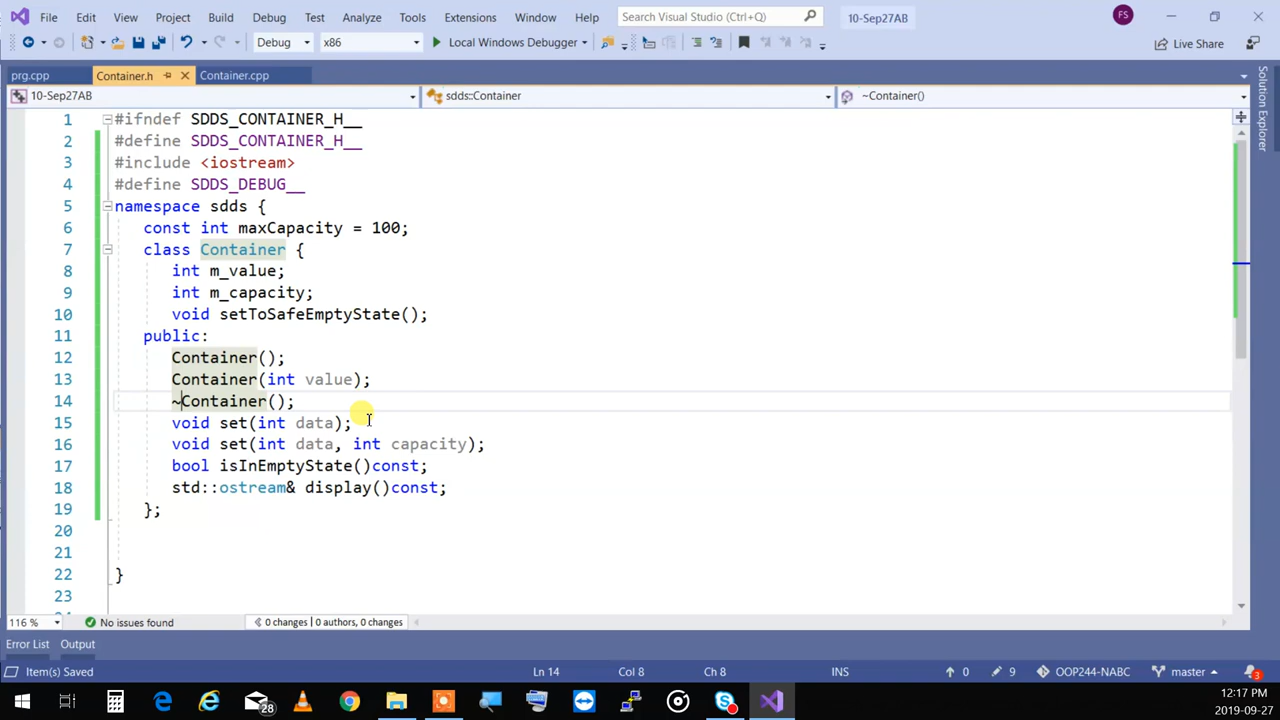 File Edit View Project Build Debug Test Analyze Tools Extensions Window Help Search Visual Studio (Ctrl+Q) 10-Sep27AB FS
Debug x86 Local Windows Debugger Live Share
prg.cpp Container.h Container.cpp
10-Sep27AB sdds::Container ~Container()
Solution Explorer
1 #ifndef SDDS_CONTAINER_H__
2 #define SDDS_CONTAINER_H__
3 #include <iostream>
4 #define SDDS_DEBUG__
5 namespace sdds {
6 const int maxCapacity = 100;
7 class Container {
8 int m_value;
9 int m_capacity;
10 void setToSafeEmptyState();
11 public:
12 Container();
13 Container(int value);
14 ~Container();
15 void set(int data);
16 void set(int data, int capacity);
17 bool isInEmptyState()const;
18 std::ostream& display()const;
19 };
20
21
22 }
23
116 % No issues found 0 changes | 0 authors, 0 changes
Error List Output
Item(s) Saved Ln 14 Col 8 Ch 8 INS 0 9 OOP244-NABC master 3
28 12:17 PM
2019-09-27